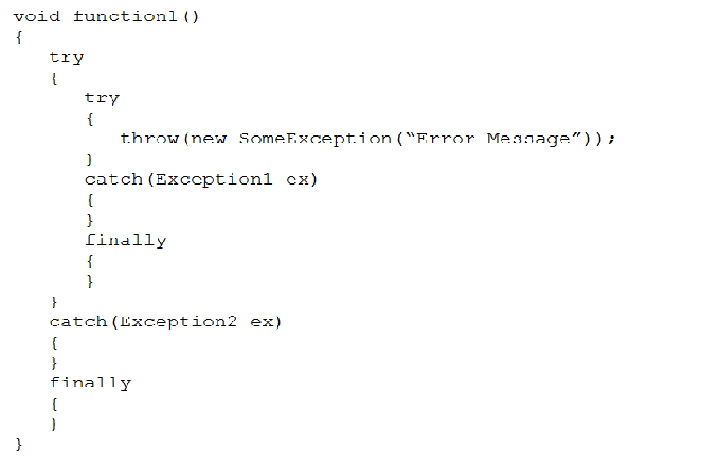 void function1()
{
try
{
try
{
throw(new SomeException(“Error Message”));
}
catch(Exception1 ex)
{
}
finally
{
}
}
catch(Exception2 ex)
{
}
finally
{
}
}